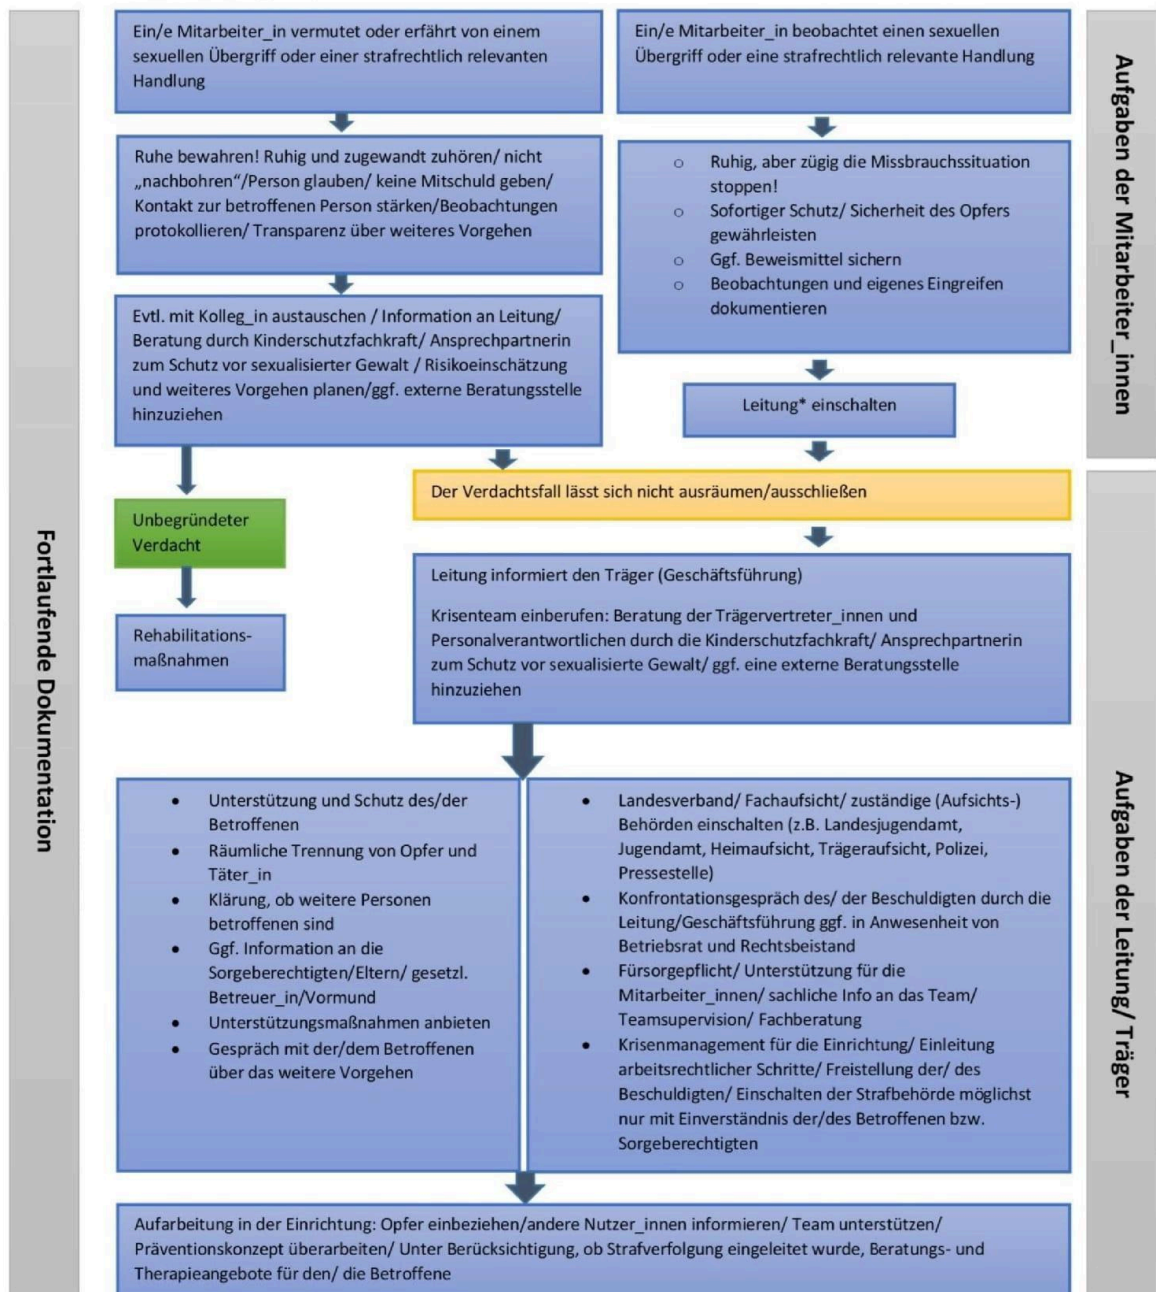 Ein/e Mitarbeiter_in vermutet oder erfährt von einem
sexuellen Übergriff oder einer strafrechtlich relevanten
Handlung
Ein/e Mitarbeiter_in beobachtet einen sexuellen
Übergriff oder eine strafrechtlich relevante Handlung
Ruhe bewahren! Ruhig und zugewandt zuhören/ nicht
„nachbohren“/Person glauben/ keine Mitschuld geben/
Kontakt zur betroffenen Person stärken/Beobachtungen
protokollieren/ Transparenz über weiteres Vorgehen
o Ruhig, aber zügig die Missbrauchssituation
stoppen!
o Sofortiger Schutz/ Sicherheit des Opfers
gewährleisten
o Ggf. Beweismittel sichern
o Beobachtungen und eigenes Eingreifen
dokumentieren
Evtl. mit Kolleg_in austauschen / Information an Leitung/
Beratung durch Kinderschutzfachkraft/ Ansprechpartnerin
zum Schutz vor sexualisierter Gewalt / Risikoeinschätzung
und weiteres Vorgehen planen/ggf. externe Beratungsstelle
hinzuziehen
Leitung* einschalten
Aufgaben der Mitarbeiter_innen
Der Verdachtsfall lässt sich nicht ausräumen/ausschließen
Unbegründeter
Verdacht
Rehabilitations-
maßnahmen
Leitung informiert den Träger (Geschäftsführung)
Krisenteam einberufen: Beratung der Trägervertreter_innen und
Personalverantwortlichen durch die Kinderschutzfachkraft/ Ansprechpartnerin
zum Schutz vor sexualisierte Gewalt/ ggf. eine externe Beratungsstelle
hinzuziehen
Fortlaufende Dokumentation
• Unterstützung und Schutz des/der
Betroffenen
• Räumliche Trennung von Opfer und
Täter_in
• Klärung, ob weitere Personen
betroffenen sind
• Ggf. Information an die
Sorgeberechtigten/Eltern/ gesetzl.
Betreuer_in/Vormund
• Unterstützungsmaßnahmen anbieten
• Gespräch mit der/dem Betroffenen
über das weitere Vorgehen
• Landesverband/ Fachaufsicht/ zuständige (Aufsichts-)
Behörden einschalten (z.B. Landesjugendamt,
Jugendamt, Heimaufsicht, Trägeraufsicht, Polizei,
Pressestelle)
• Konfrontationsgespräch des/ der Beschuldigten durch die
Leitung/Geschäftsführung ggf. in Anwesenheit von
Betriebsrat und Rechtsbeistand
• Fürsorgepflicht/ Unterstützung für die
Mitarbeiter_innen/ sachliche Info an das Team/
Teamsupervision/ Fachberatung
• Krisenmanagement für die Einrichtung/ Einleitung
arbeitsrechtlicher Schritte/ Freistellung der/ des
Beschuldigten/ Einschalten der Strafbehörde möglichst
nur mit Einverständnis der/des Betroffenen bzw.
Sorgeberechtigten
Aufgaben der Leitung/ Träger
Aufarbeitung in der Einrichtung: Opfer einbeziehen/andere Nutzer_innen informieren/ Team unterstützen/
Präventionskonzept überarbeiten/ Unter Berücksichtigung, ob Strafverfolgung eingeleitet wurde, Beratungs- und
Therapieangebote für den/ die Betroffene